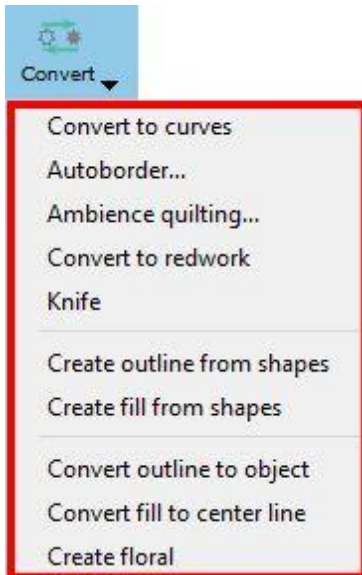 Convert
Convert to curves
Autoborder...
Ambience quilting...
Convert to redwork
Knife
Create outline from shapes
Create fill from shapes
Convert outline to object
Convert fill to center line
Create floral